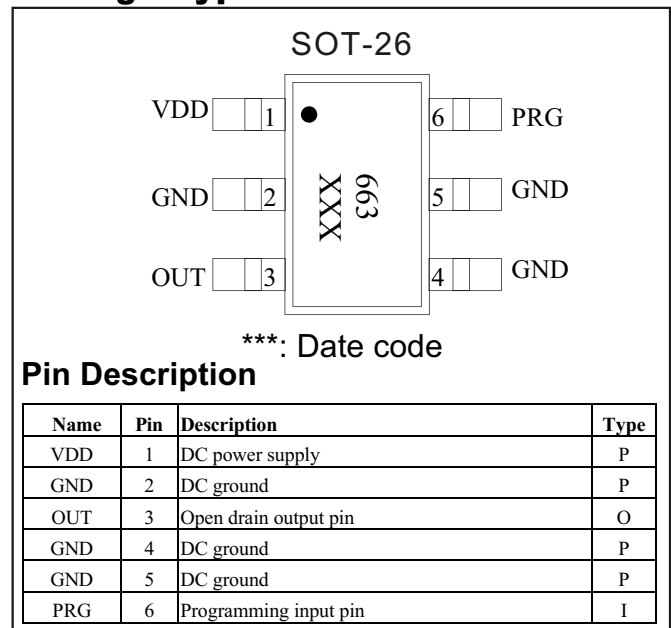 SOT-26
VDD 1 6 PRG
GND 2 5 GND
OUT 3 4 GND
663
XXX
***: Date code
Pin Description
Name Pin Description Type
VDD 1 DC power supply P
GND 2 DC ground P
OUT 3 Open drain output pin O
GND 4 DC ground P
GND 5 DC ground P
PRG 6 Programming input pin I